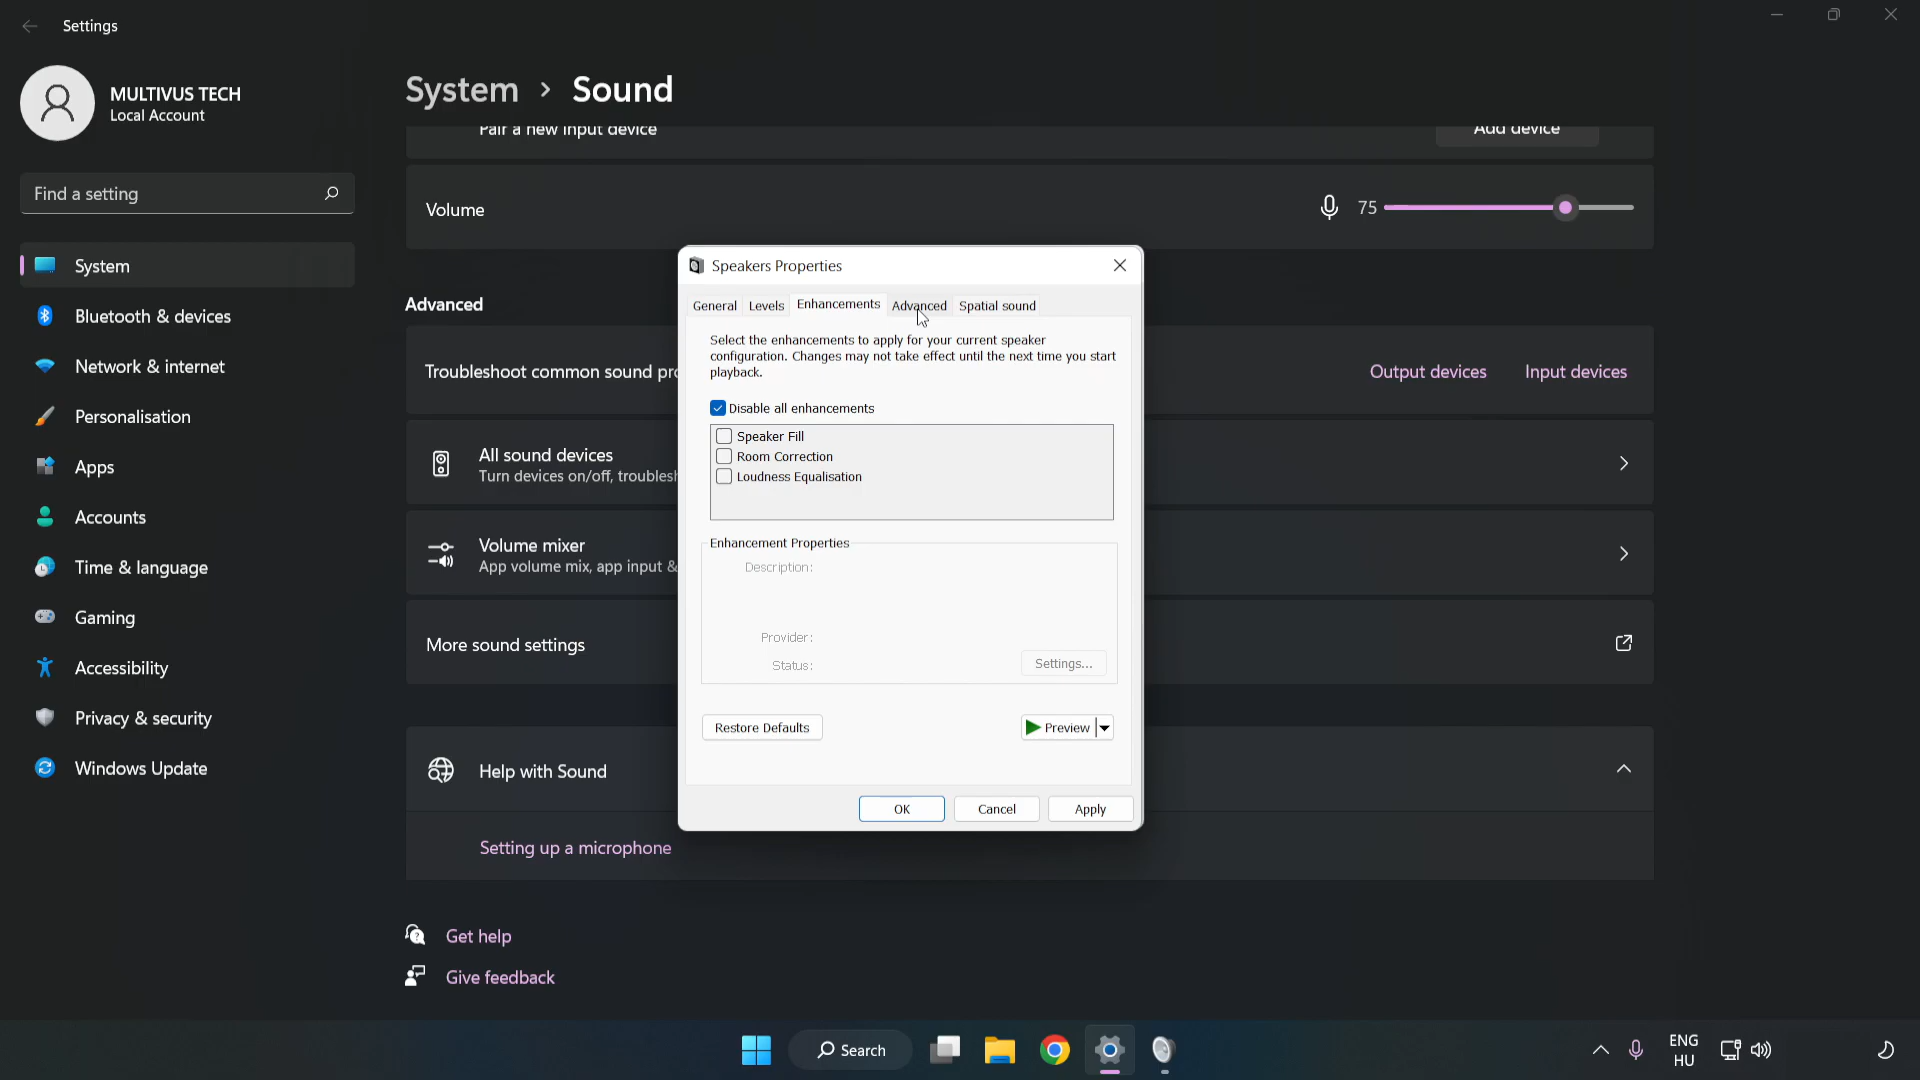 Settings
MULTIVUS TECH
Local Account
Find a setting
System
Bluetooth & devices
Network & internet
Personalisation
Apps
Accounts
Time & language
Gaming
Accessibility
Privacy & security
Windows Update
System > Sound
Pair a new input device
Add device
Volume
75
Advanced
Troubleshoot common sound pro
Output devices
Input devices
All sound devices
Turn devices on/off, troublesh
Volume mixer
App volume mix, app input &
More sound settings
Help with Sound
Setting up a microphone
Get help
Give feedback
Speakers Properties
General
Levels
Enhancements
Advanced
Spatial sound
Select the enhancements to apply for your current speaker
configuration. Changes may not take effect until the next time you start
playback.
Disable all enhancements
Speaker Fill
Room Correction
Loudness Equalisation
Enhancement Properties
Description:
Provider:
Status:
Settings...
Restore Defaults
Preview
OK
Cancel
Apply
Search
ENG
HU